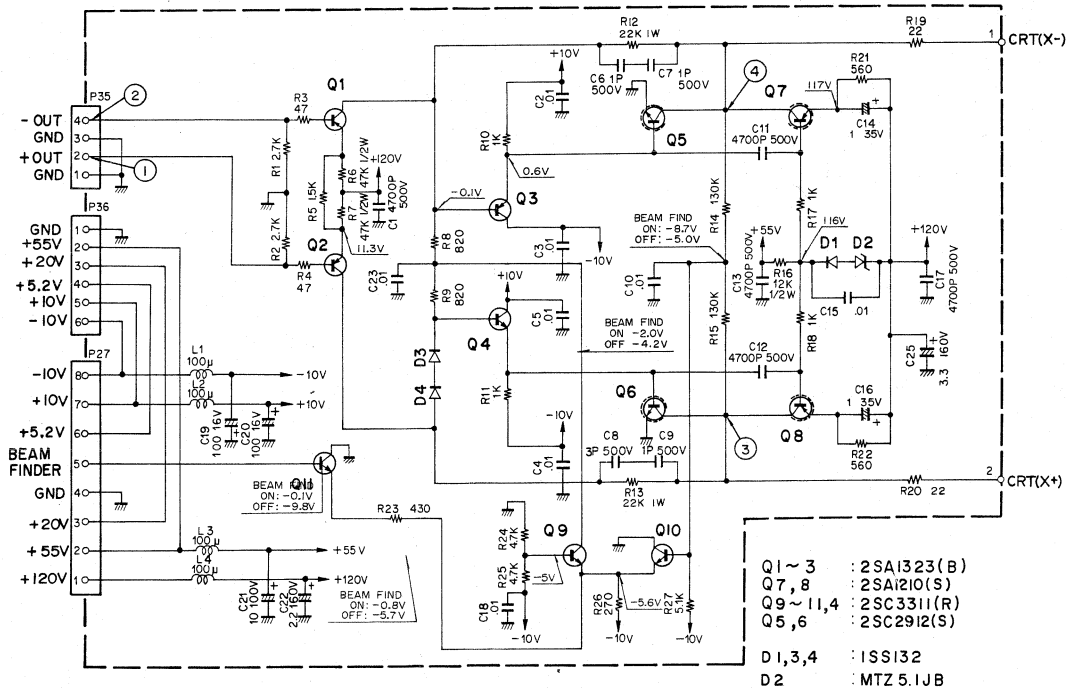 R12
22K 1W
C6 1P
500V
C7 1P
500V
R19
22
1
CRT(X-)
+10V
C2 .01
Q5
4
117V
Q7
R21
560
C14
1 35V
+
P35
2
- OUT
4
GND
3
+ OUT
2
GND
1
1
R3
47
Q1
R1 2.7K
R2 2.7K
R5 1.5K
R6
47K 1/2W
R7
47K 1/2W
+120V
C1 4700P
500V
11.3V
Q2
R4
47
R10
1K
0.6V
Q3
-0.1V
R8
820
C3
.01
-10V
C11
4700P 500V
R14 130K
R17 1K
116V
BEAM FIND
ON: -8.7V
OFF: -5.0V
+55V
C13
4700P 500V
R16
12K
1/2W
D1
D2
C15
.01
+120V
C17
4700P 500V
P36
GND
1
+55V
2
+20V
3
+5.2V
4
+10V
5
-10V
6
C23
.01
R9
820
+10V
C5
.01
Q4
C10
.01
R15 130K
BEAM FIND
ON -2.0V
OFF -4.2V
C12
4700P 500V
R18 1K
C25
3.3 160V
+
P27
-10V
8
+10V
7
+5.2V
6
BEAM
FINDER
5
GND
4
+20V
3
+55V
2
+120V
1
L1
100μ
-10V
L2
100μ
+10V
C19
100 16V
+
C20
100 16V
+
D3
D4
R11
1K
-10V
C4
.01
Q6
3
C8
3P 500V
C9
1P 500V
R13
22K 1W
Q8
C16
1 35V
+
R22
560
2
CRT(X+)
R20 22
Q11
BEAM FIND
ON: -0.1V
OFF: -9.8V
R23 430
L3
100μ
+55V
L4
100μ
+120V
C21
10 100V
+
C22
2.2 160V
+
BEAM FIND
ON: -0.8V
OFF: -5.7V
R24
4.7K
R25
4.7K
-5V
C18
.01
-10V
Q9
Q10
R26
270
-5.6V
-10V
R27
5.1K
-10V
Q1~3 : 2SA1323(B)
Q7,8 : 2SA1210(S)
Q9~11,4 : 2SC3311(R)
Q5,6 : 2SC2912(S)
D1,3,4 : 1SS132
D2 : MTZ 5.1JB